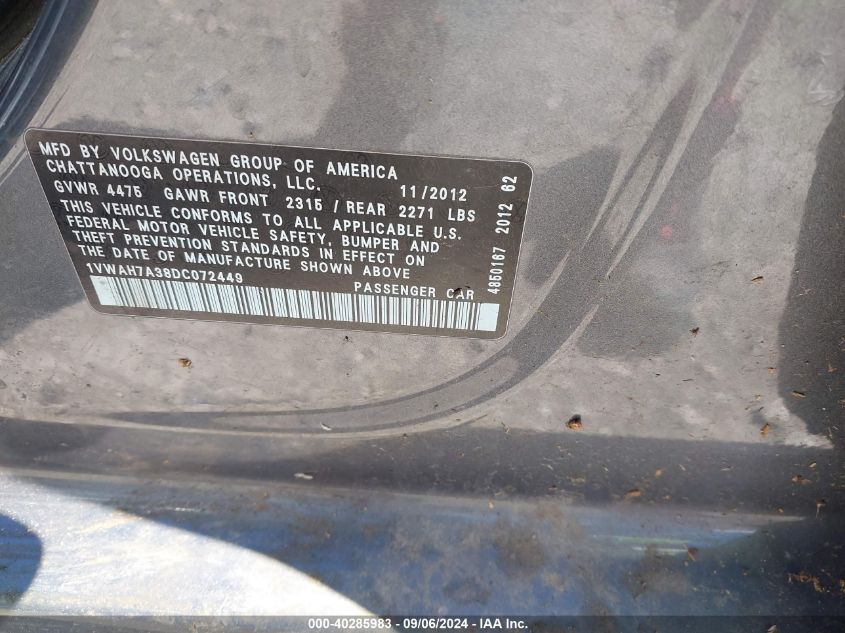 MFD BY VOLKSWAGEN GROUP OF AMERICA
CHATTANOOGA OPERATIONS, LLC. 11/2012
GVWR 4475 GAWR FRONT 2315 / REAR 2271 LBS
THIS VEHICLE CONFORMS TO ALL APPLICABLE U.S.
FEDERAL MOTOR VEHICLE SAFETY, BUMPER AND
THEFT PREVENTION STANDARDS IN EFFECT ON
THE DATE OF MANUFACTURE SHOWN ABOVE
1VWAH7A38DC072449 PASSENGER CAR
4850167 2012 62
000-40285983 - 09/06/2024 - IAA Inc.